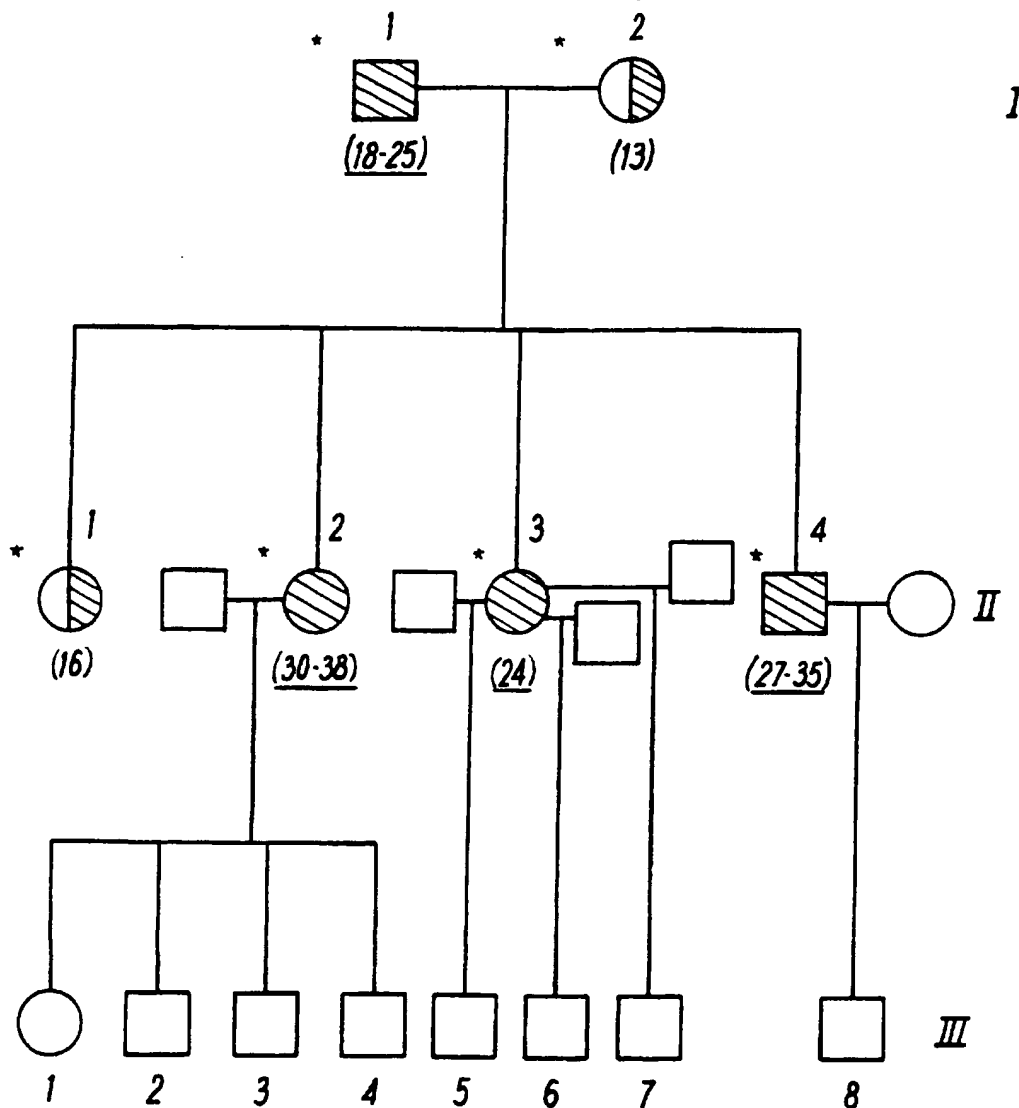 * 1 * 2
I
(18-25) (13)
* 1 * 2 * 3 * 4
II
(16) (30-38) (24) (27-35)
III
1 2 3 4 5 6 7 8